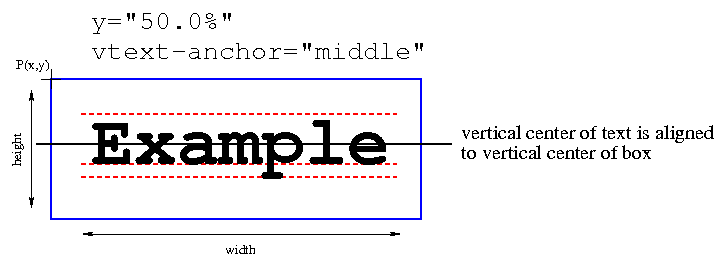 y="50.0%"
vtext-anchor="middle"
P(x,y)
height
Example
vertical center of text is aligned
to vertical center of box
width